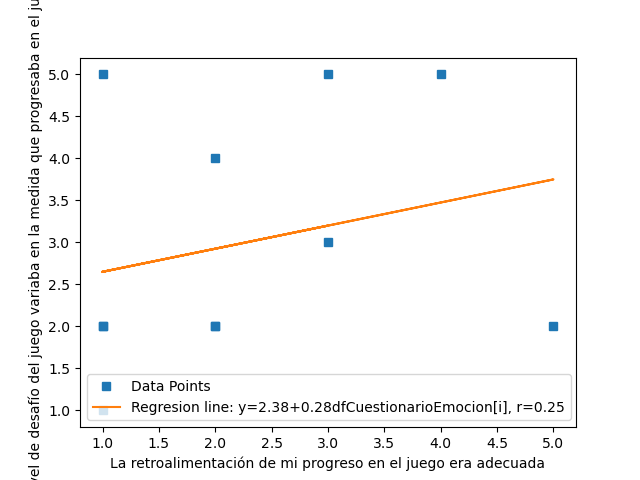 vel de desafío del juego variaba en la medida que progresaba en el ju
5.0
4.5
4.0
3.5
3.0
2.5
2.0
1.5
1.0
Data Points
Regresion line: y=2.38+0.28dfCuestionarioEmocion[i], r=0.25
1.0 1.5 2.0 2.5 3.0 3.5 4.0 4.5 5.0
La retroalimentación de mi progreso en el juego era adecuada